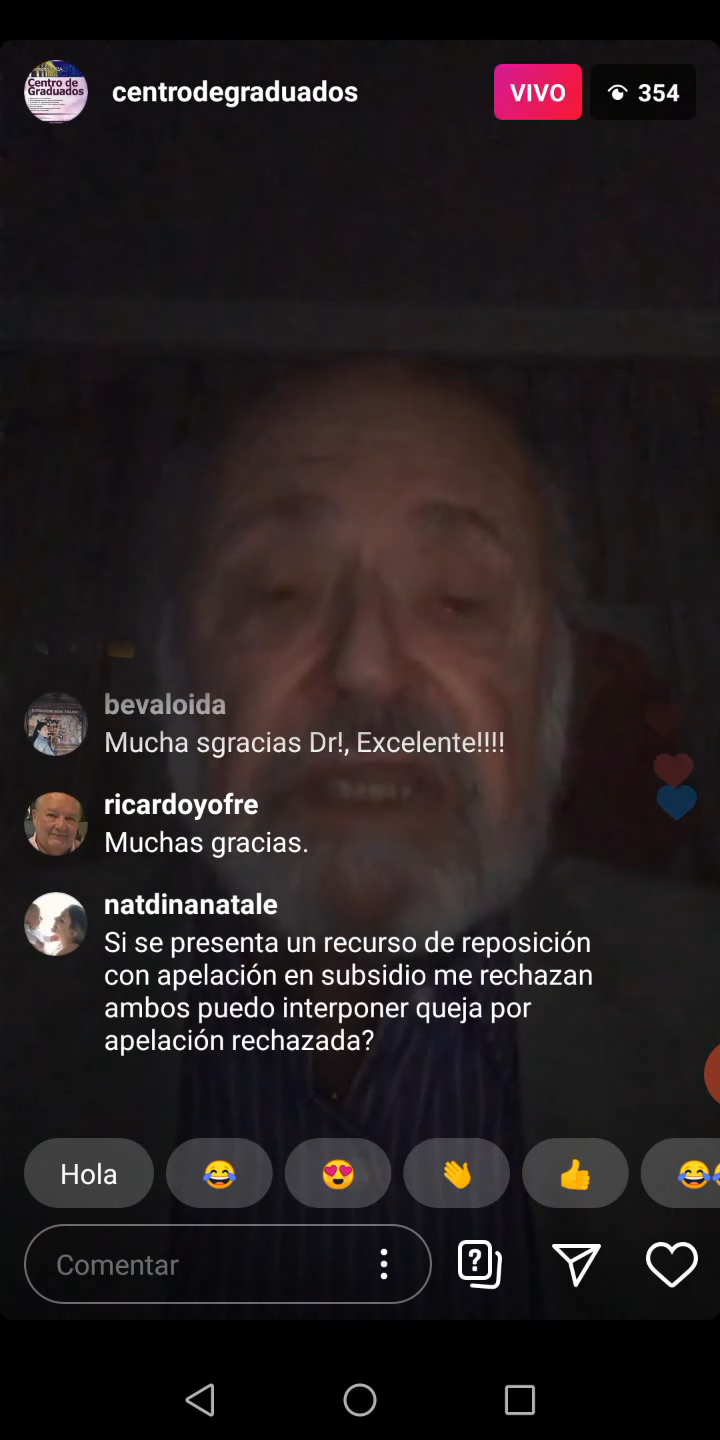 Centro de
Graduados
centrodegraduados
VIVO
354
bevaloida
Mucha sgracias Dr!, Excelente!!!!
ricardoyofre
Muchas gracias.
natdinanatale
Si se presenta un recurso de reposición
con apelación en subsidio me rechazan
ambos puedo interponer queja por
apelación rechazada?
Hola
Comentar
?